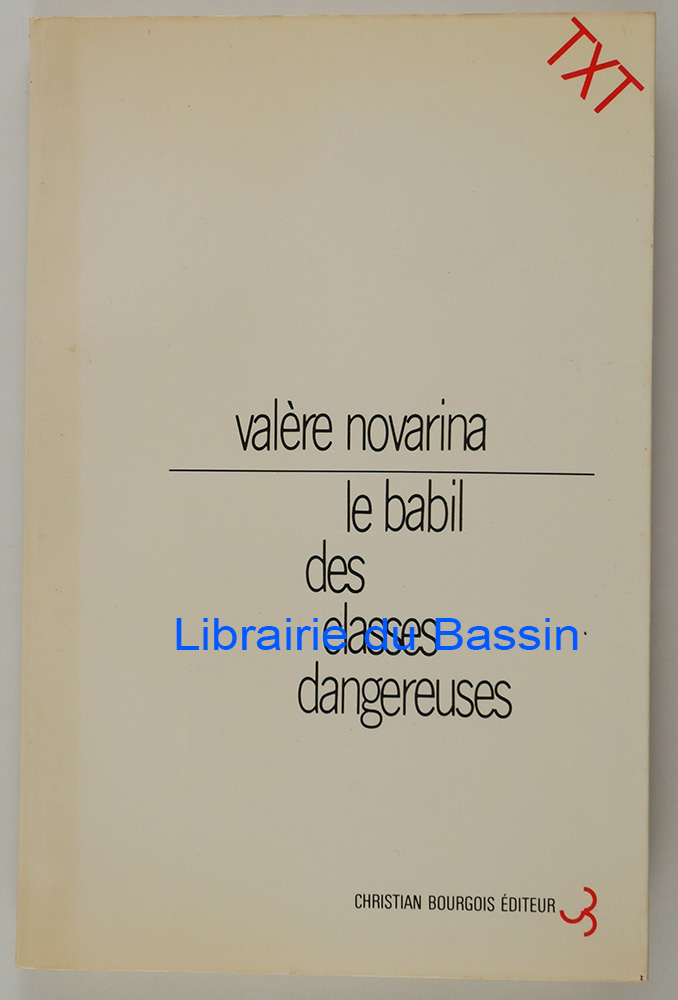 TXT
valère novarina
le babil
des
classes
Librairie du Bassin
dangereuses
CHRISTIAN BOURGOIS ÉDITEUR